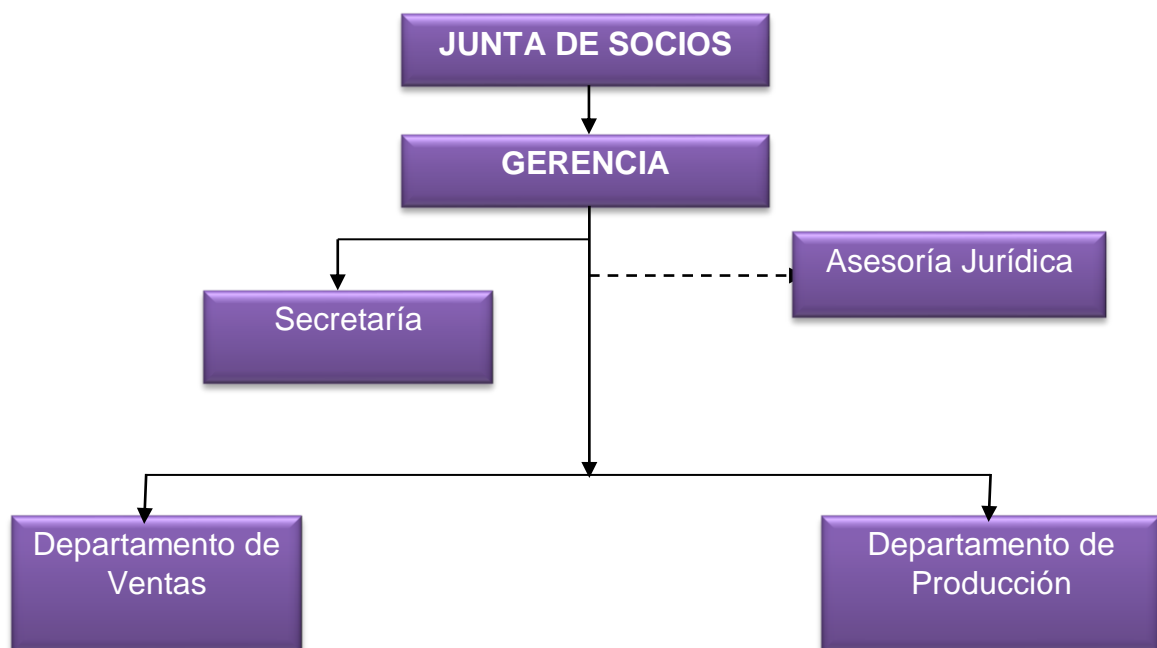 JUNTA DE SOCIOS
GERENCIA
Asesoría Jurídica
Secretaría
Departamento de
Ventas
Departamento de
Producción